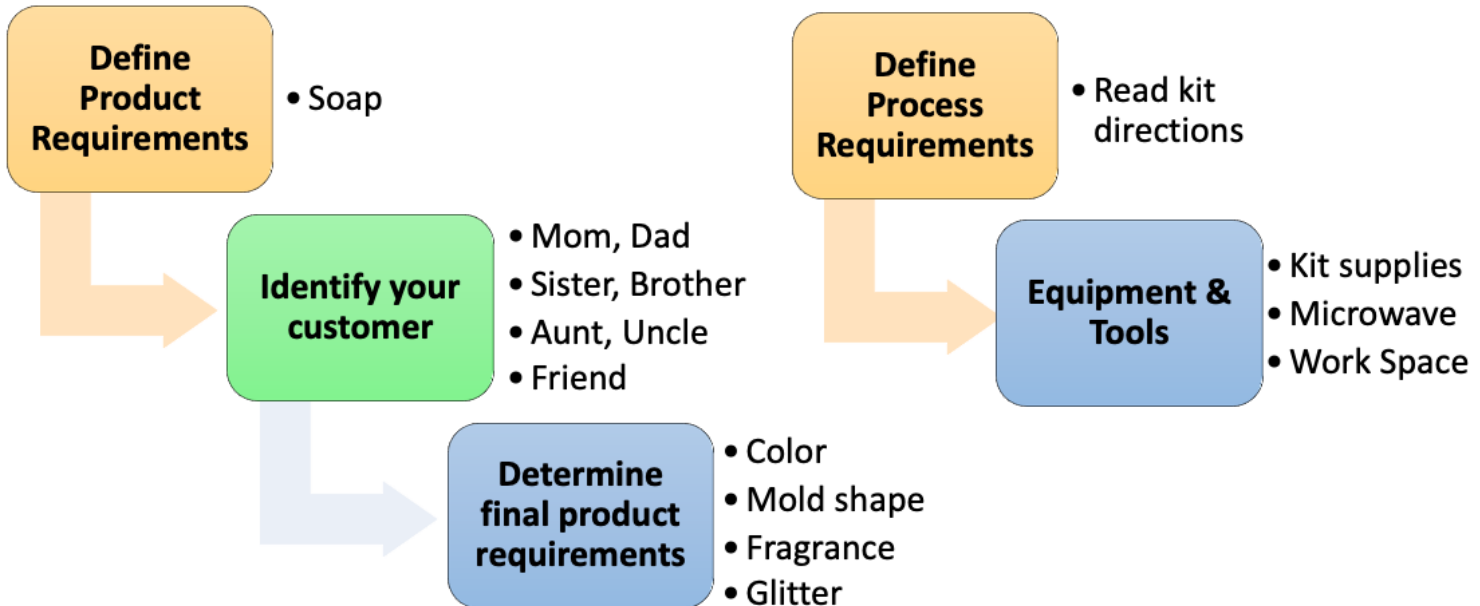 Define
Product
Requirements
• Soap
Identify your
customer
• Mom, Dad
• Sister, Brother
• Aunt, Uncle
• Friend
Determine
final product
requirements
• Color
• Mold shape
• Fragrance
• Glitter
Define
Process
Requirements
• Read kit
directions
Equipment &
Tools
• Kit supplies
• Microwave
• Work Space